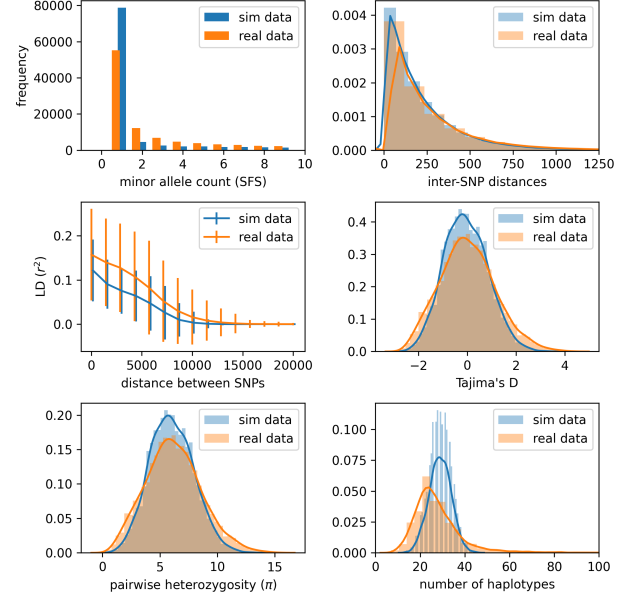 80000
60000
40000
20000
0
frequency
0 2 4 6 8 10
minor allele count (SFS)
sim data
real data
0.004
0.003
0.002
0.001
0.000
0 250 500 750 1000 1250
inter-SNP distances
sim data
real data
0.2
0.1
0.0
LD (r²)
0 5000 10000 15000 20000
distance between SNPs
sim data
real data
0.4
0.3
0.2
0.1
0.0
−2 0 2 4
Tajima's D
sim data
real data
0.20
0.15
0.10
0.05
0.00
0 5 10 15
pairwise heterozygosity (π)
sim data
real data
0.100
0.075
0.050
0.025
0.000
0 20 40 60 80 100
number of haplotypes
sim data
real data